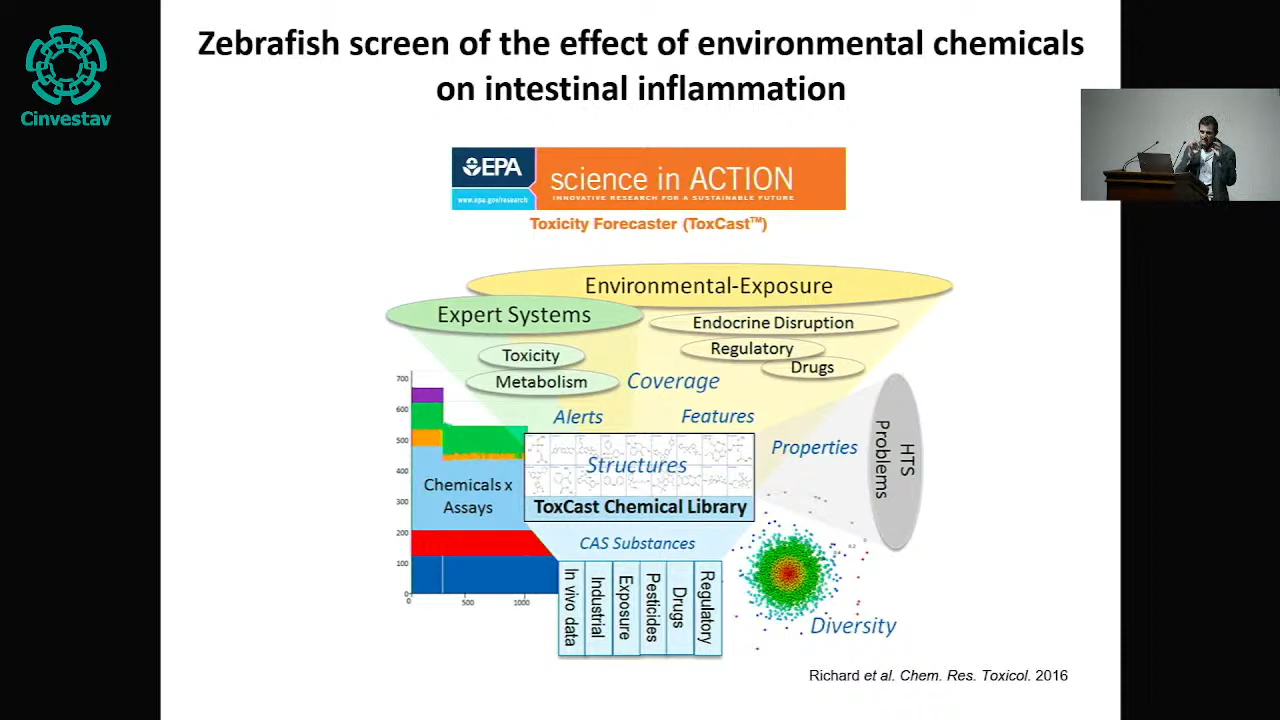 Zebrafish screen of the effect of environmental chemicals
on intestinal inflammation
Cinvestav
EPA
www.epa.gov/research
science in ACTION
INNOVATIVE RESEARCH FOR A SUSTAINABLE FUTURE
Toxicity Forecaster (ToxCast™)
Environmental-Exposure
Expert Systems
Endocrine Disruption
Regulatory
Drugs
Toxicity
Metabolism
Coverage
Alerts
Features
Properties
HTS
Problems
700
600
500
400
300
200
100
0
0
500
1000
Chemicals x
Assays
Structures
ToxCast Chemical Library
CAS Substances
In vivo data
Industrial
Exposure
Pesticides
Drugs
Regulatory
Diversity
Richard et al. Chem. Res. Toxicol. 2016